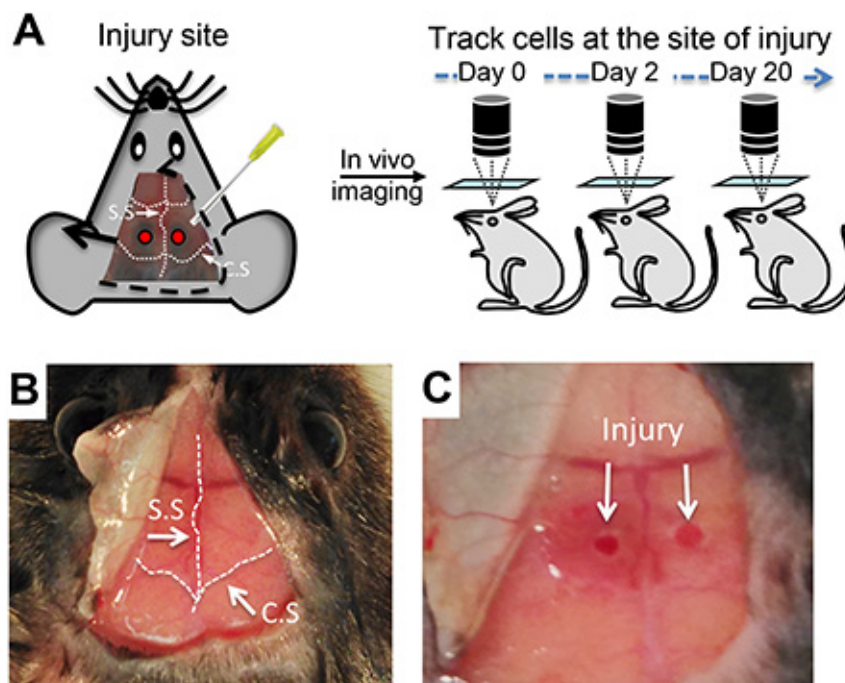 A
Injury site
S.S
C.S
In vivo
imaging
Track cells at the site of injury
Day 0
Day 2
Day 20
B
S.S
C.S
C
Injury